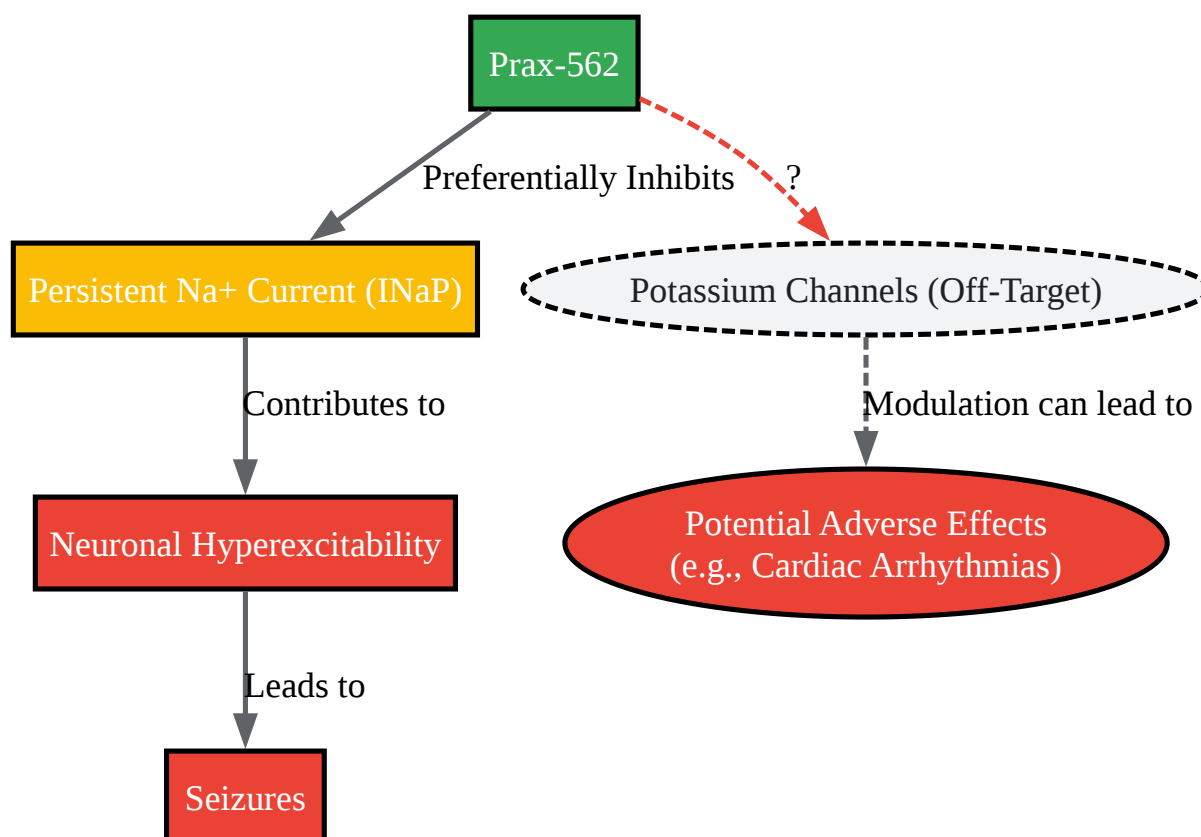 Prax-562
Preferentially Inhibits
?
Persistent Na+ Current (INaP)
Potassium Channels (Off-Target)
Contributes to
Modulation can lead to
Neuronal Hyperexcitability
Potential Adverse Effects
(e.g., Cardiac Arrhythmias)
Leads to
Seizures